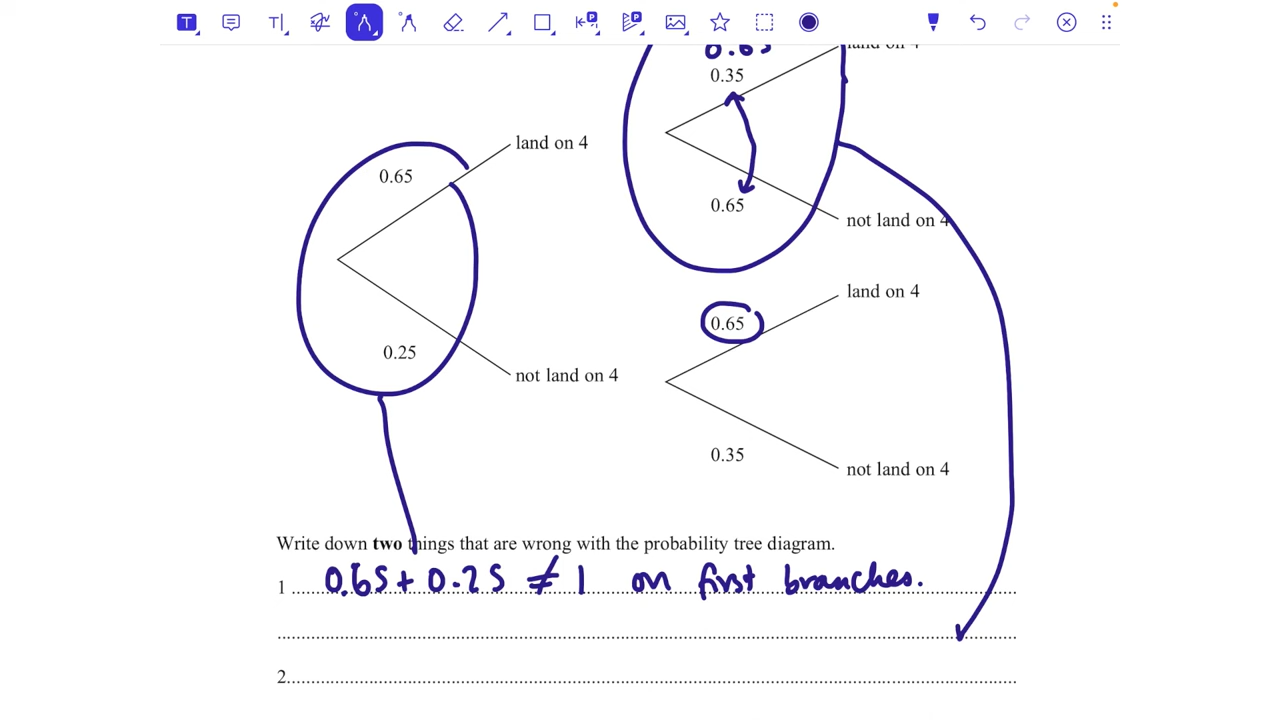 0.65
land on 4
0.35
land on 4
0.65
0.65
not land on 4
land on 4
0.65
0.25
not land on 4
0.35
not land on 4
Write down two things that are wrong with the probability tree diagram.
1 0.65 + 0.25 ≠ 1 on first branches.
2